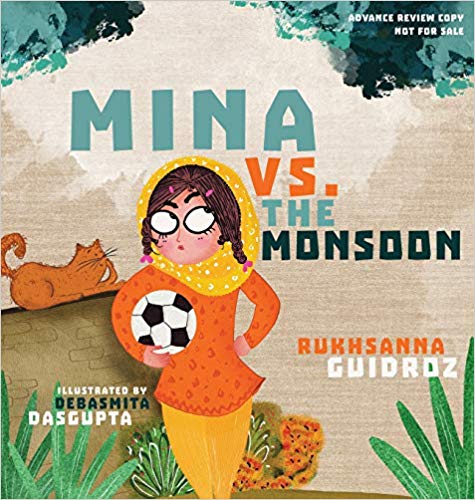 ADVANCE REVIEW COPY
NOT FOR SALE
MINA
VS.
THE
MONSOON
RUKHSANNA
GUIDROZ
ILLUSTRATED BY
DEBASMITA
DASGUPTA